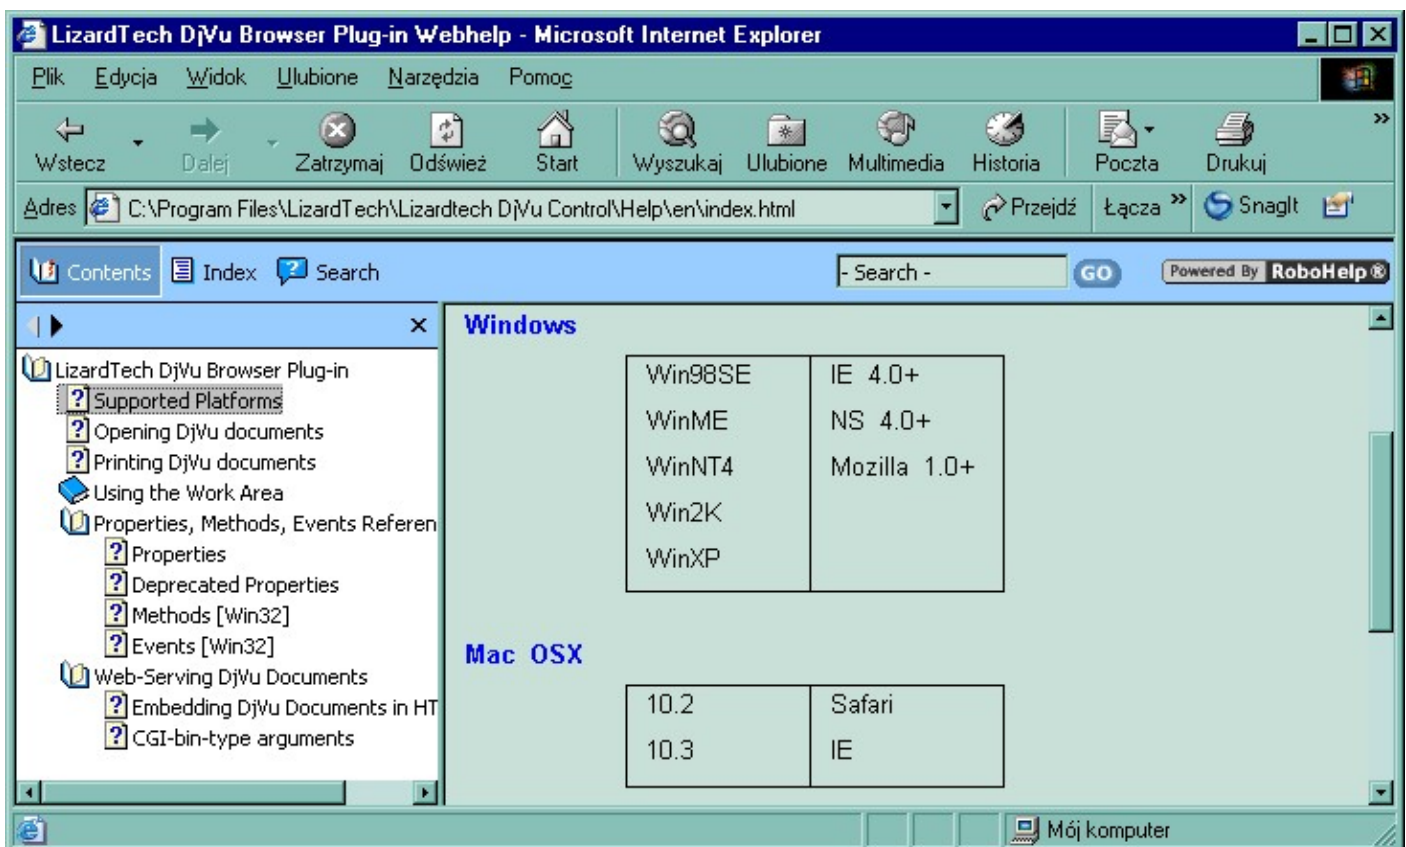 LizardTech DjVu Browser Plug-in Webhelp - Microsoft Internet Explorer
Plik Edycja Widok Ulubione Narzędzia Pomoc
Wstecz Dalej Zatrzymaj Odśwież Start Wyszukaj Ulubione Multimedia Historia Poczta Drukuj »
Adres C:\Program Files\LizardTech\Lizardtech DjVu Control\Help\en\index.html Przejdź Łącza » SnagIt
Contents Index Search - Search - GO Powered By RoboHelp®
LizardTech DjVu Browser Plug-in
Supported Platforms
Opening DjVu documents
Printing DjVu documents
Using the Work Area
Properties, Methods, Events Referen
Properties
Deprecated Properties
Methods [Win32]
Events [Win32]
Web-Serving DjVu Documents
Embedding DjVu Documents in HT
CGI-bin-type arguments
Windows
Win98SE IE 4.0+
WinME NS 4.0+
WinNT4 Mozilla 1.0+
Win2K
WinXP
Mac OSX
10.2 Safari
10.3 IE
Mój komputer